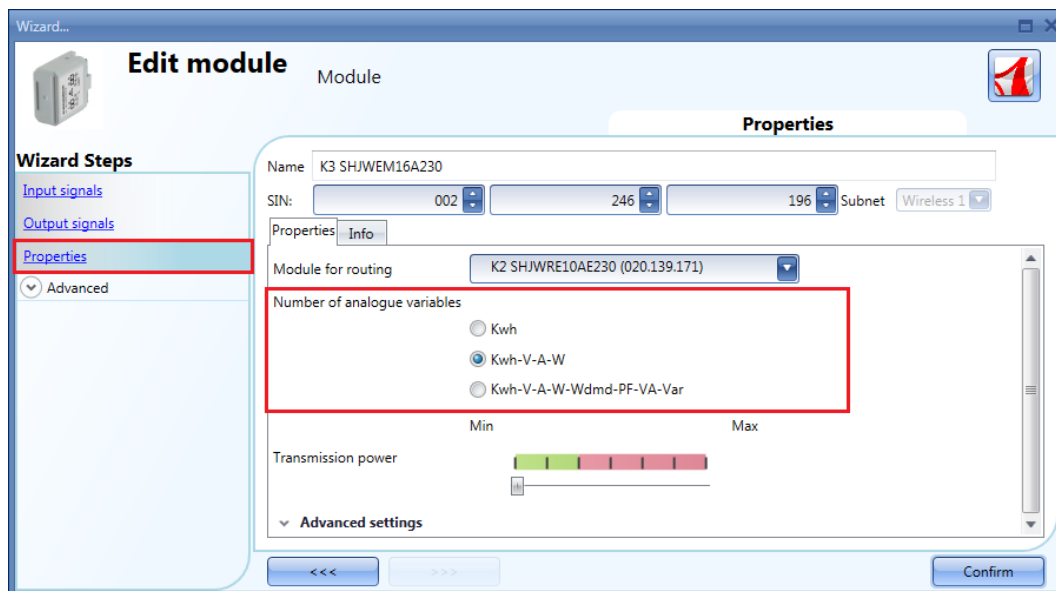 Wizard...
Edit module
Module
Properties
Wizard Steps
Input signals
Output signals
Properties
Advanced
Name K3 SHJWEM16A230
SIN: 002 246 196 Subnet Wireless 1
Properties Info
Module for routing K2 SHJWRE10AE230 (020.139.171)
Number of analogue variables
Kwh
Kwh-V-A-W
Kwh-V-A-W-Wdmd-PF-VA-Var
Min Max
Transmission power
Advanced settings
<<< >>> Confirm